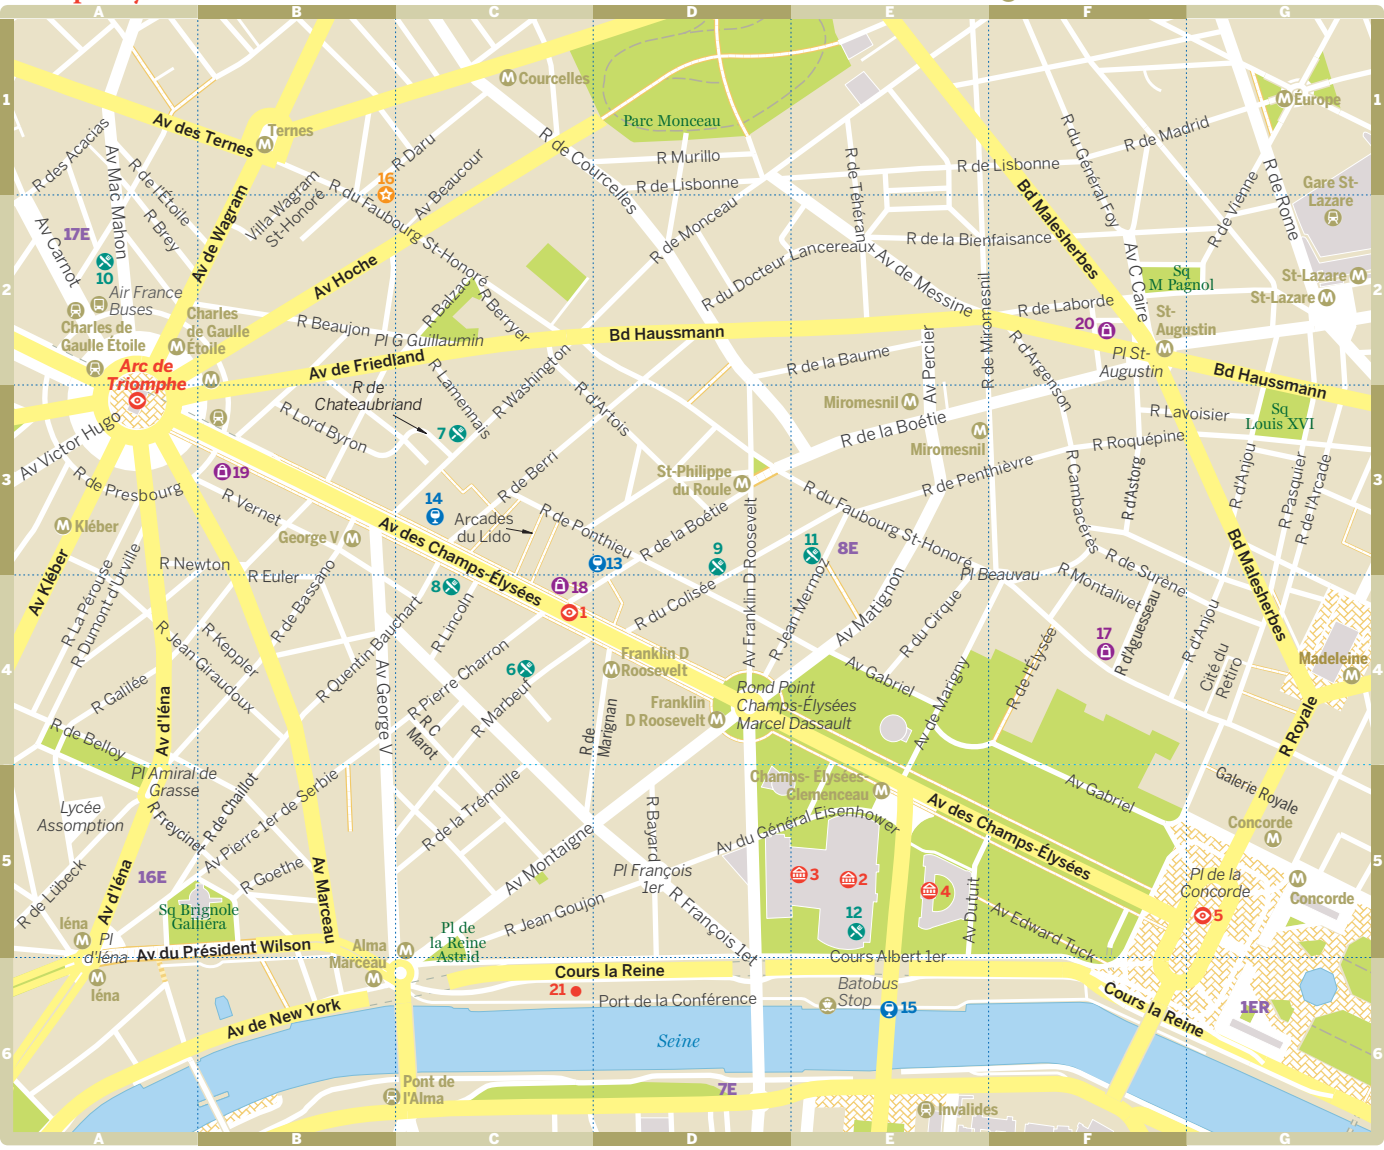 A B C D E F G
1 1
Courcelles
Europe
Parc Monceau
Av des Ternes
Ternes
R des Acacias
Av Mac Mahon
R de l'Étoile
R Brey
R Daru
16
Av Beaucour
R de Courcelles
R Murillo
R de Lisbonne
R de Téhéran
R de Lisbonne
R du Général Foy
R de Madrid
R de Rome
R de Vienne
Gare St-
Lazare
Av Carnot
17E
Av de Wagram
Villa Wagram
St-Honoré
R du Faubourg St-Honoré
R de Monceau
Bd Malesherbes
R de la Bienfaisance
10
2 2
Air France
Buses
Av Hoche
R Balzac
R Berryer
R du Docteur Lancereaux
Av de Messine
R de Miromesnil
Av C Caire
Sq
M Pagnol
St-Lazare
St-Lazare
R de Laborde
20
St-
Augustin
Charles de
Gaulle Étoile
Charles
de Gaulle
Étoile
R Beaujon
Pl G Guillaumin
Bd Haussmann
R de la Baume
Av Percier
R d'Argenson
Pl St-
Augustin
Bd Haussmann
Arc de
Triomphe
Av de Friedland
R de
Chateaubriand
R Lamennais
R Washington
R d'Artois
Miromesnil
R de la Boétie
Miromesnil
R Lavoisier
Sq
Louis XVI
Av Victor Hugo
R Lord Byron
7
R Roquépine
3 3
R de Presbourg
19
R de Berri
St-Philippe
du Roule
R de Penthièvre
R Cambacérès
R d'Astorg
R d'Anjou
R Pasquier
R de l'Arcade
Kléber
R Vernet
14
George V
Av des Champs-Élysées
Arcades
du Lido
R de Ponthieu
R de la Boétie
Av Franklin D Roosevelt
R du Faubourg St-Honoré
11
8E
9
13
Bd Malesherbes
Av Kléber
R La Pérouse
R Dumont d'Urville
R Newton
R Euler
R de Bassano
8
18
1
R du Colisée
R Jean Mermoz
Av Matignon
R du Cirque
Pl Beauvau
R Montalivet
R de Surène
R d'Aguesseau
R d'Anjou
17
R Jean Giraudoux
R Keppler
R Quentin Bauchart
R Lincoln
R Pierre Charron
6
R Marbeuf
Franklin D
Roosevelt
4 4
Av Gabriel
Av de Marigny
R de l'Elysée
Cité du
Retiro
Madeleine
R Galilée
Av d'Iéna
Av George V
R C
Marot
R de
Marignan
Franklin
D Roosevelt
Rond Point
Champs-Élysées
Marcel Dassault
R Royale
R de Belloy
Pl Amiral de
Grasse
R de Chaillot
Av Pierre 1er de Serbie
R Freycinet
Lycée
Assomption
R de la Trémoille
Av Montaigne
R Bayard
Champs- Élysées-
Clemenceau
Av du Général Eisenhower
Av des Champs-Élysées
Av Gabriel
Galerie Royale
Concorde
5 5
R de Lübeck
16E
Av d'Iéna
R Goethe
Av Marceau
Pl François
1er
3
2
4
Pl de la
Concorde
5
Concorde
Sq Brignole
Galliéra
R Jean Goujon
R François 1er
12
Av Dutuit
Av Edward Tuck
Iéna
Pl
d'Iéna
Av du Président Wilson
Alma
Marceau
Pl de
la Reine
Astrid
Cours Albert 1er
Iéna
Cours la Reine
21
Port de la Conférence
Batobus
Stop
15
Cours la Reine
1ER
Av de New York
Seine
6 6
Pont de
l'Alma
7E
Invalides
A B C D E F G